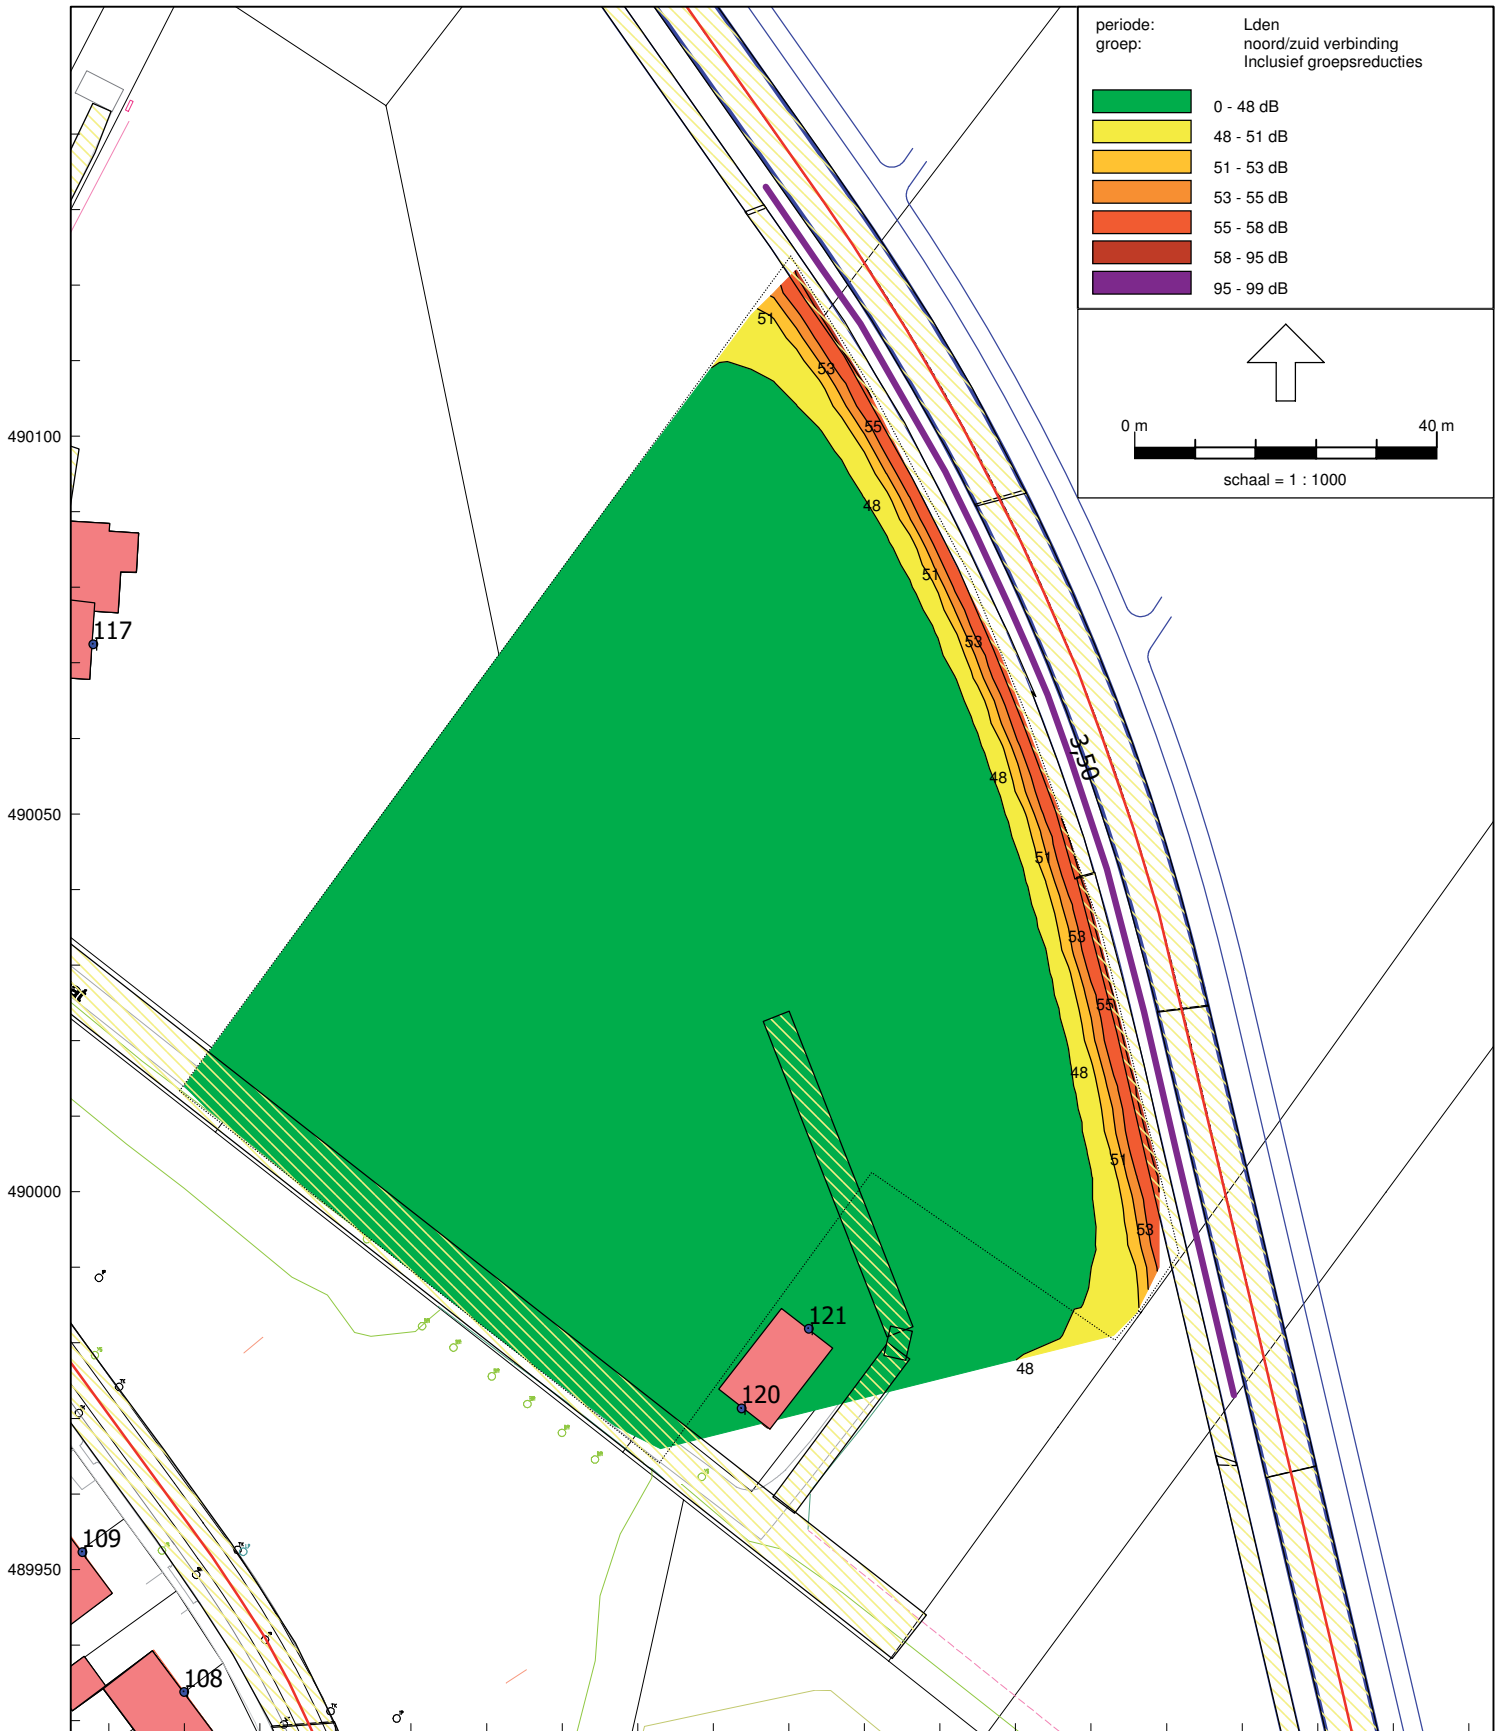 periode: Lden
groep: noord/zuid verbinding
Inclusief groepsreducties
0 - 48 dB
48 - 51 dB
51 - 53 dB
53 - 55 dB
55 - 58 dB
58 - 95 dB
95 - 99 dB
0 m 40 m
schaal = 1 : 1000
51
53
55
490100
48
51
117
53
3,50
48
490050
51
53
55
48
51
490000
53
121
48
120
109
489950
108